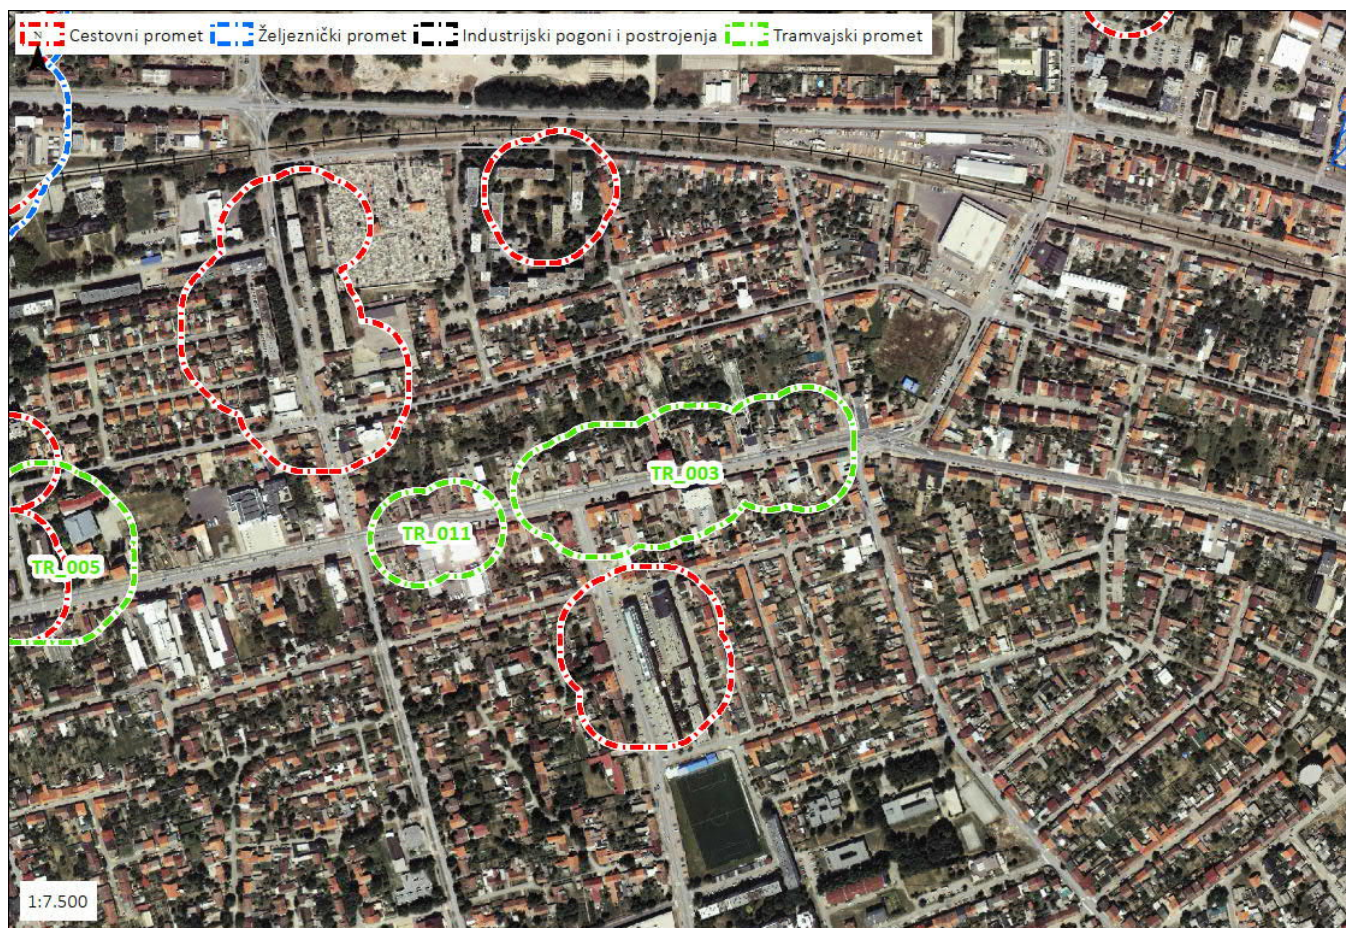 N
Cestovni promet
Željeznički promet
Industrijski pogoni i postrojenja
Tramvajski promet
TR_003
TR_011
TR_005
1:7.500